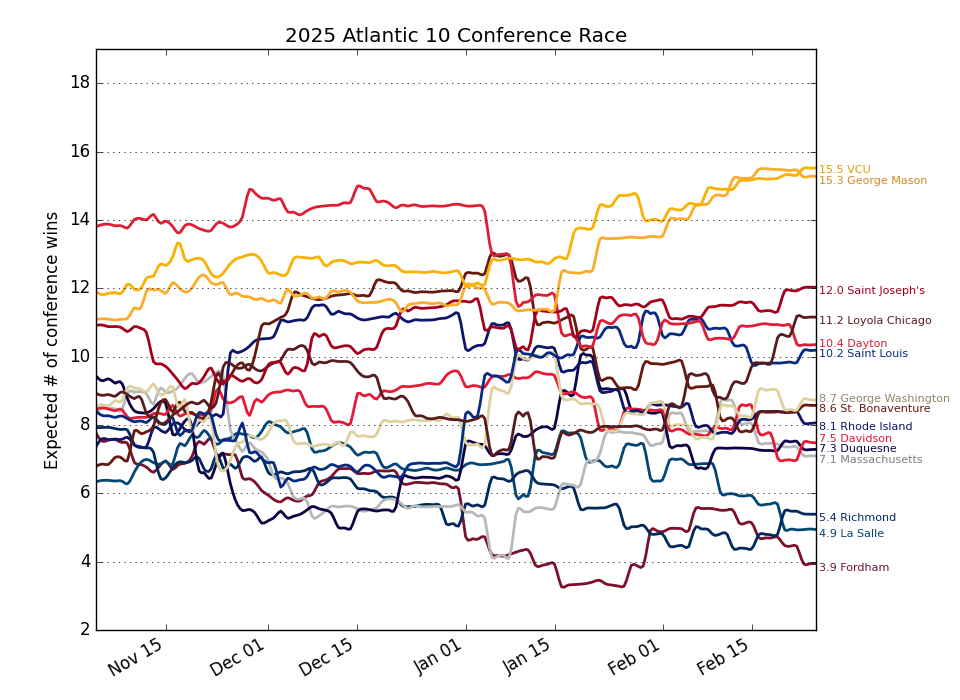 2025 Atlantic 10 Conference Race
Expected # of conference wins
18
16
14
12
10
8
6
4
2
15.5 VCU
15.3 George Mason
12.0 Saint Joseph's
11.2 Loyola Chicago
10.4 Dayton
10.2 Saint Louis
8.7 George Washington
8.6 St. Bonaventure
8.1 Rhode Island
7.5 Davidson
7.3 Duquesne
7.1 Massachusetts
5.4 Richmond
4.9 La Salle
3.9 Fordham
Nov 15
Dec 01
Dec 15
Jan 01
Jan 15
Feb 01
Feb 15